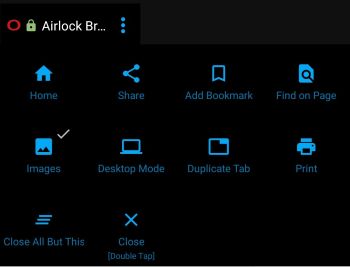 Airlock Br...
Home
Share
Add Bookmark
Find on Page
Images
Desktop Mode
Duplicate Tab
Print
Close All But This
Close
[Double Tap]